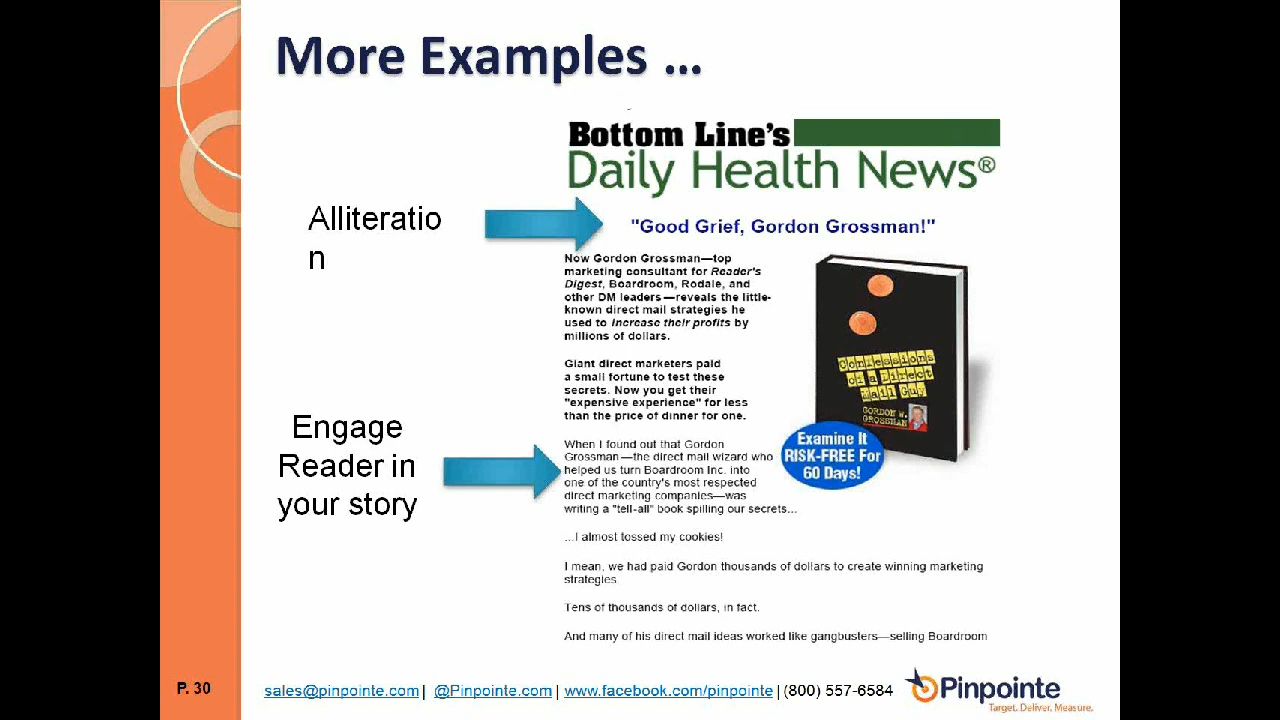 More Examples ...
Bottom Line's
Daily Health News®
Alliteratio
n
"Good Grief, Gordon Grossman!"
Now Gordon Grossman—top
marketing consultant for Reader's
Digest, Boardroom, Rodale, and
other DM leaders—reveals the little-
known direct mail strategies he
used to increase their profits by
millions of dollars.
Giant direct marketers paid
a small fortune to test these
secrets. Now you get their
"expensive experience" for less
than the price of dinner for one.
Confessions
of a Direct
Mail Guy
GORDON W.
GROSSMAN
Examine It
RISK-FREE For
60 Days!
Engage
Reader in
your story
When I found out that Gordon
Grossman—the direct mail wizard who
helped us turn Boardroom Inc. into
one of the country's most respected
direct marketing companies—was
writing a "tell-all" book spilling our secrets...
...I almost tossed my cookies!
I mean, we had paid Gordon thousands of dollars to create winning marketing
strategies
Tens of thousands of dollars, in fact.
And many of his direct mail ideas worked like gangbusters—selling Boardroom
P. 30
sales@pinpointe.com | @Pinpointe.com | www.facebook.com/pinpointe | (800) 557-6584
Pinpointe
Target. Deliver. Measure.